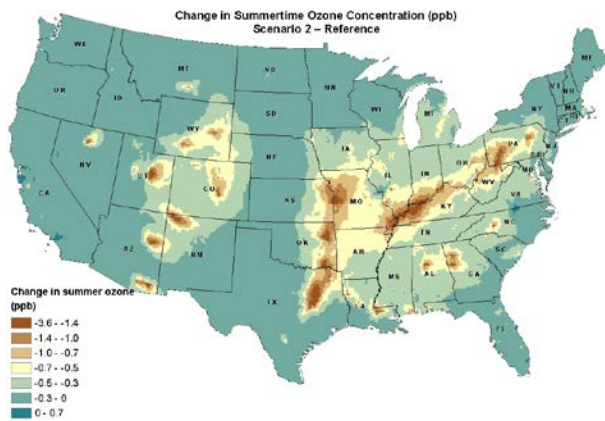 Change in Summertime Ozone Concentration (ppb)
Scenario 2 – Reference
WE
ME
MT
ND
MN
OR
VT
NH
ID
WI
NY
MA
SD
MI
WY
IA
PA
NJ
NE
NV
OH
UT
IL
IN
MD
CO
WV
CA
KS
MO
VA
KY
NC
OK
TN
AZ
NM
AR
SC
MS
AL
GA
TX
LA
FL
Change in summer ozone
(ppb)
-3.6 - -1.4
-1.4 - -1.0
-1.0 - -0.7
-0.7 - -0.5
-0.5 - -0.3
-0.3 - 0
0 - 0.7